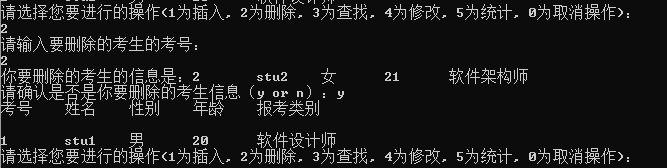 软件设计师
请选择您要进行的操作(1为插入，2为删除，3为查找，4为修改，5为统计，0为取消操作)：
2
请输入要删除的考生的考号：
2
你要删除的考生的信息是：2 stu2 女 21 软件架构师
请确认是否是你要删除的考生信息（y or n）：y
考号 姓名 性别 年龄 报考类别
1 stu1 男 20 软件设计师
请选择您要进行的操作(1为插入，2为删除，3为查找，4为修改，5为统计，0为取消操作)：